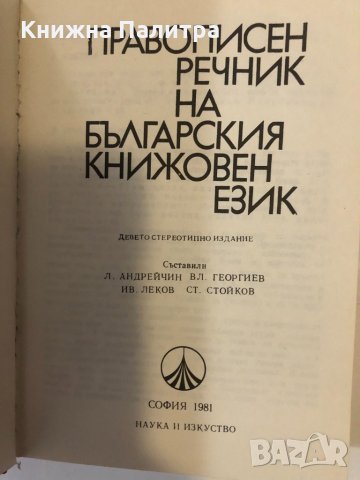 Книжна Палитра
ПРАВОПИСЕН
РЕЧНИК
НА
БЪЛГАРСКИЯ
КНИЖОВЕН
ЕЗИК
ДЕВЕТО СТЕРЕОТИПНО ИЗДАНИЕ
Съставили
Л. АНДРЕЙЧИН ВЛ. ГЕОРГИЕВ
ИВ. ЛЕКОВ СТ. СТОЙКОВ
СОФИЯ 1981
НАУКА И ИЗКУСТВО
BAZAR